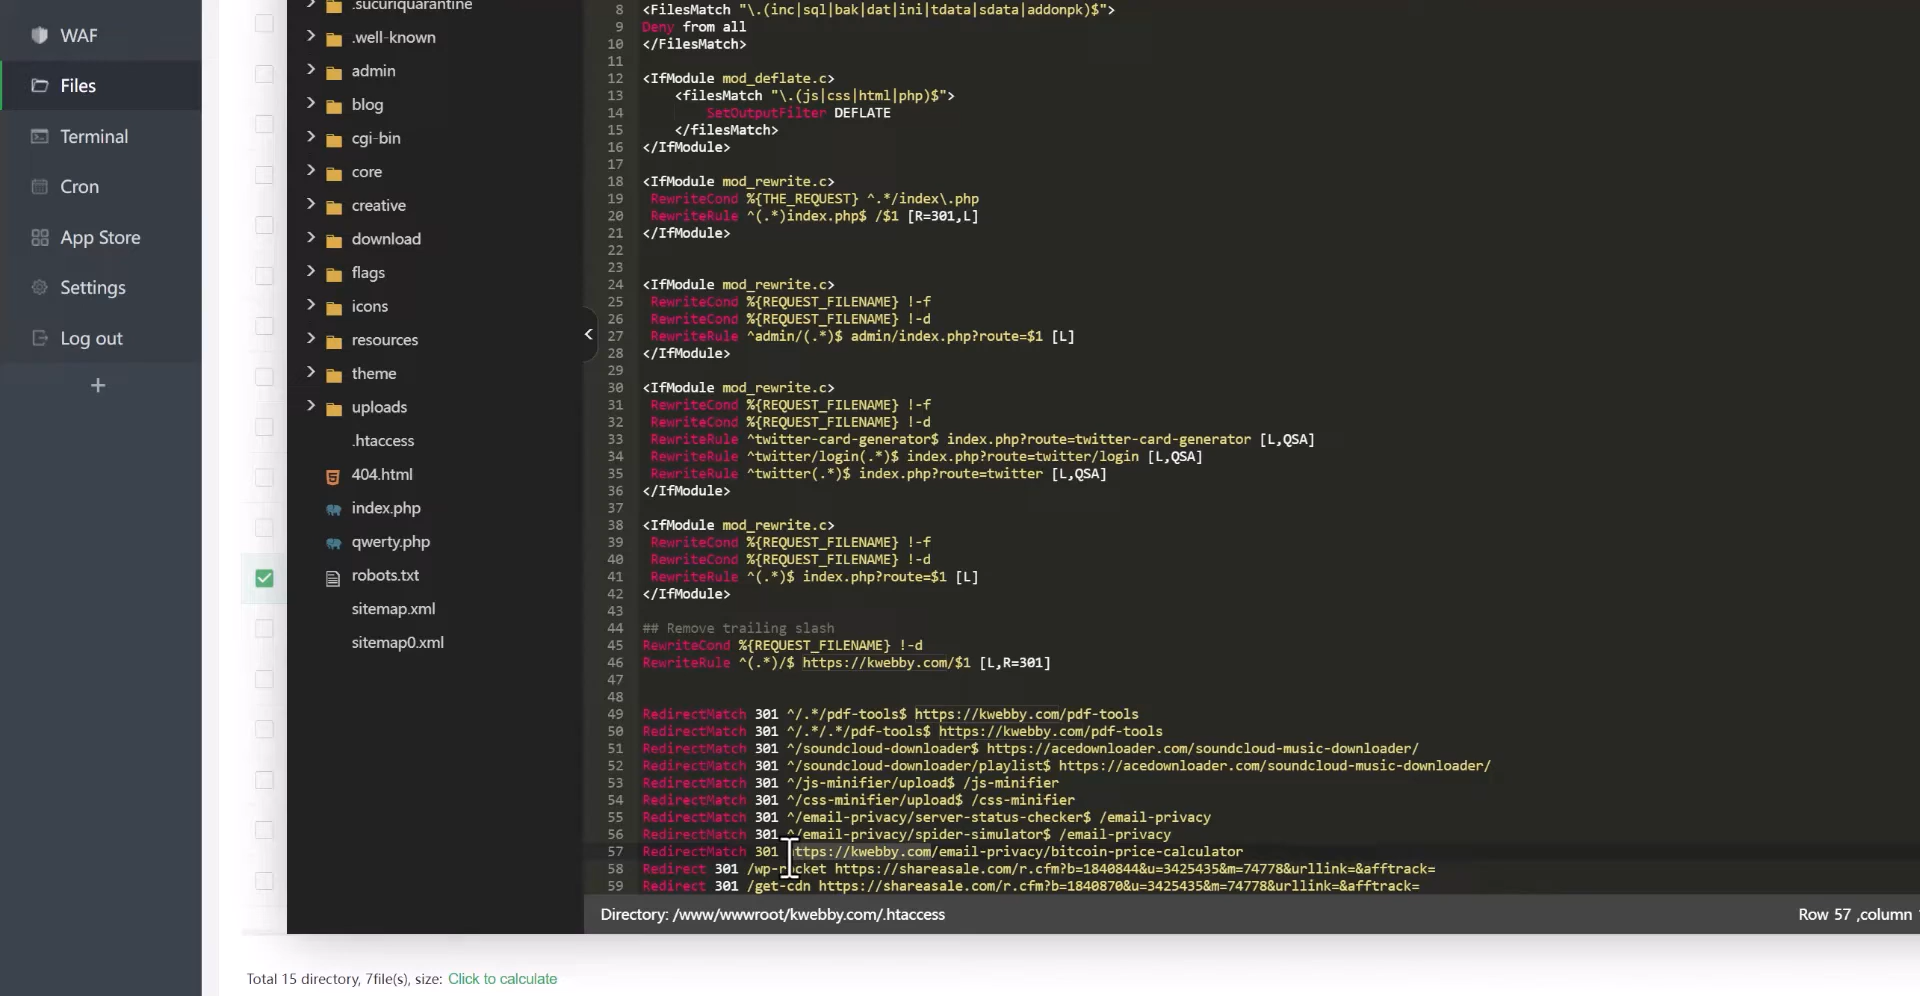 WAF
Files
Terminal
Cron
App Store
Settings
Log out
+
.sucuriquarantine
.well-known
admin
blog
cgi-bin
core
creative
download
flags
icons
resources
theme
uploads
.htaccess
404.html
index.php
qwerty.php
robots.txt
sitemap.xml
sitemap0.xml
8 <FilesMatch "\.(inc|sql|bak|dat|ini|tdata|sdata|addonpk)$">
9 Deny from all
10 </FilesMatch>
11
12 <IfModule mod_deflate.c>
13 <filesMatch "\.(js|css|html|php)$">
14 SetOutputFilter DEFLATE
15 </filesMatch>
16 </IfModule>
17
18 <IfModule mod_rewrite.c>
19 RewriteCond %{THE_REQUEST} ^.*/index\.php
20 RewriteRule ^(.*)index.php$ /$1 [R=301,L]
21 </IfModule>
22
23
24 <IfModule mod_rewrite.c>
25 RewriteCond %{REQUEST_FILENAME} !-f
26 RewriteCond %{REQUEST_FILENAME} !-d
27 RewriteRule ^admin/(.*)$ admin/index.php?route=$1 [L]
28 </IfModule>
29
30 <IfModule mod_rewrite.c>
31 RewriteCond %{REQUEST_FILENAME} !-f
32 RewriteCond %{REQUEST_FILENAME} !-d
33 RewriteRule ^twitter-card-generator$ index.php?route=twitter-card-generator [L,QSA]
34 RewriteRule ^twitter/login(.*)$ index.php?route=twitter/login [L,QSA]
35 RewriteRule ^twitter(.*)$ index.php?route=twitter [L,QSA]
36 </IfModule>
37
38 <IfModule mod_rewrite.c>
39 RewriteCond %{REQUEST_FILENAME} !-f
40 RewriteCond %{REQUEST_FILENAME} !-d
41 RewriteRule ^(.*)$ index.php?route=$1 [L]
42 </IfModule>
43
44 ## Remove trailing slash
45 RewriteCond %{REQUEST_FILENAME} !-d
46 RewriteRule ^(.*)/$ https://kwebby.com/$1 [L,R=301]
47
48
49 RedirectMatch 301 ^/.*/pdf-tools$ https://kwebby.com/pdf-tools
50 RedirectMatch 301 ^/.*/.*/pdf-tools$ https://kwebby.com/pdf-tools
51 RedirectMatch 301 ^/soundcloud-downloader$ https://acedownloader.com/soundcloud-music-downloader/
52 RedirectMatch 301 ^/soundcloud-downloader/playlist$ https://acedownloader.com/soundcloud-music-downloader/
53 RedirectMatch 301 ^/js-minifier/upload$ /js-minifier
54 RedirectMatch 301 ^/css-minifier/upload$ /css-minifier
55 RedirectMatch 301 ^/email-privacy/server-status-checker$ /email-privacy
56 RedirectMatch 301 ^/email-privacy/spider-simulator$ /email-privacy
57 RedirectMatch 301 https://kwebby.com/email-privacy/bitcoin-price-calculator
58 Redirect 301 /wp-rocket https://shareasale.com/r.cfm?b=1840844&u=3425435&m=74778&urllink=&afftrack=
59 Redirect 301 /get-cdn https://shareasale.com/r.cfm?b=1840870&u=3425435&m=74778&urllink=&afftrack=
Directory: /www/wwwroot/kwebby.com/.htaccess
Row 57 ,column
Total 15 directory, 7file(s), size: Click to calculate